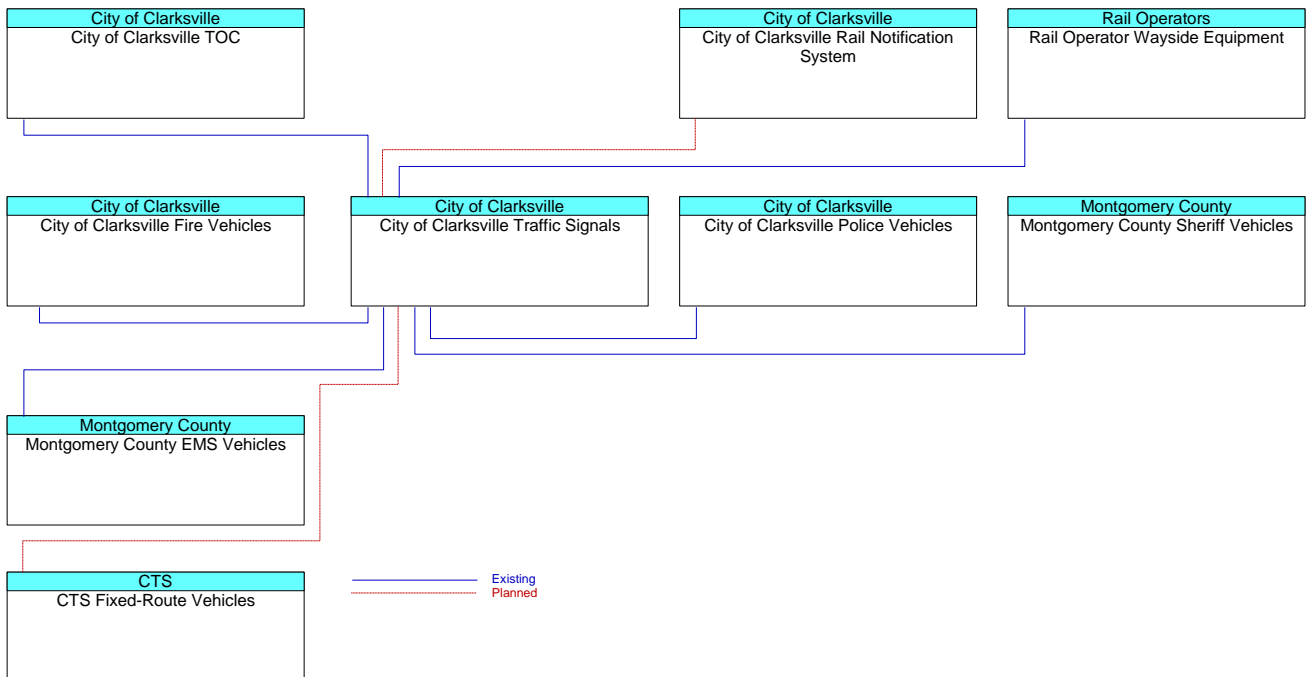 City of Clarksville
City of Clarksville TOC
City of Clarksville
City of Clarksville Rail Notification
System
Rail Operators
Rail Operator Wayside Equipment
City of Clarksville
City of Clarksville Fire Vehicles
City of Clarksville
City of Clarksville Traffic Signals
City of Clarksville
City of Clarksville Police Vehicles
Montgomery County
Montgomery County Sheriff Vehicles
Montgomery County
Montgomery County EMS Vehicles
CTS
CTS Fixed-Route Vehicles
Existing
Planned